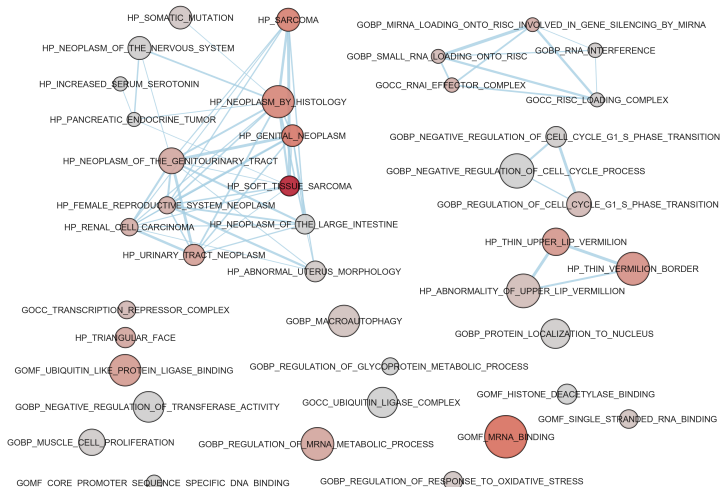 HP_SOMATIC_MUTATION
HP_SARCOMA
HP_NEOPLASM_OF_THE_NERVOUS_SYSTEM
HP_INCREASED_SERUM_SEROTONIN
HP_NEOPLASM_BY_HISTOLOGY
HP_PANCREATIC_ENDOCRINE_TUMOR
HP_GENITAL_NEOPLASM
HP_NEOPLASM_OF_THE_GENITOURINARY_TRACT
HP_SOFT_TISSUE_SARCOMA
HP_FEMALE_REPRODUCTIVE_SYSTEM_NEOPLASM
HP_RENAL_CELL_CARCINOMA
HP_NEOPLASM_OF_THE_LARGE_INTESTINE
HP_URINARY_TRACT_NEOPLASM
HP_ABNORMAL_UTERUS_MORPHOLOGY
GOBP_MIRNA_LOADING_ONTO_RISC_INVOLVED_IN_GENE_SILENCING_BY_MIRNA
GOBP_RNA_INTERFERENCE
GOBP_SMALL_RNA_LOADING_ONTO_RISC
GOCC_RNAI_EFFECTOR_COMPLEX
GOCC_RISC_LOADING_COMPLEX
GOBP_NEGATIVE_REGULATION_OF_CELL_CYCLE_G1_S_PHASE_TRANSITION
GOBP_NEGATIVE_REGULATION_OF_CELL_CYCLE_PROCESS
GOBP_REGULATION_OF_CELL_CYCLE_G1_S_PHASE_TRANSITION
HP_THIN_UPPER_LIP_VERMILION
HP_THIN_VERMILION_BORDER
HP_ABNORMALITY_OF_UPPER_LIP_VERMILLION
GOCC_TRANSCRIPTION_REPRESSOR_COMPLEX
GOBP_MACROAUTOPHAGY
HP_TRIANGULAR_FACE
GOBP_PROTEIN_LOCALIZATION_TO_NUCLEUS
GOMF_UBIQUITIN_LIKE_PROTEIN_LIGASE_BINDING
GOBP_REGULATION_OF_GLYCOPROTEIN_METABOLIC_PROCESS
GOMF_HISTONE_DEACETYLASE_BINDING
GOBP_NEGATIVE_REGULATION_OF_TRANSFERASE_ACTIVITY
GOCC_UBIQUITIN_LIGASE_COMPLEX
GOMF_SINGLE_STRANDED_RNA_BINDING
GOBP_MUSCLE_CELL_PROLIFERATION
GOBP_REGULATION_OF_MRNA_METABOLIC_PROCESS
GOMF_MRNA_BINDING
GOMF_CORE_PROMOTER_SEQUENCE_SPECIFIC_DNA_BINDING
GOBP_REGULATION_OF_RESPONSE_TO_OXIDATIVE_STRESS